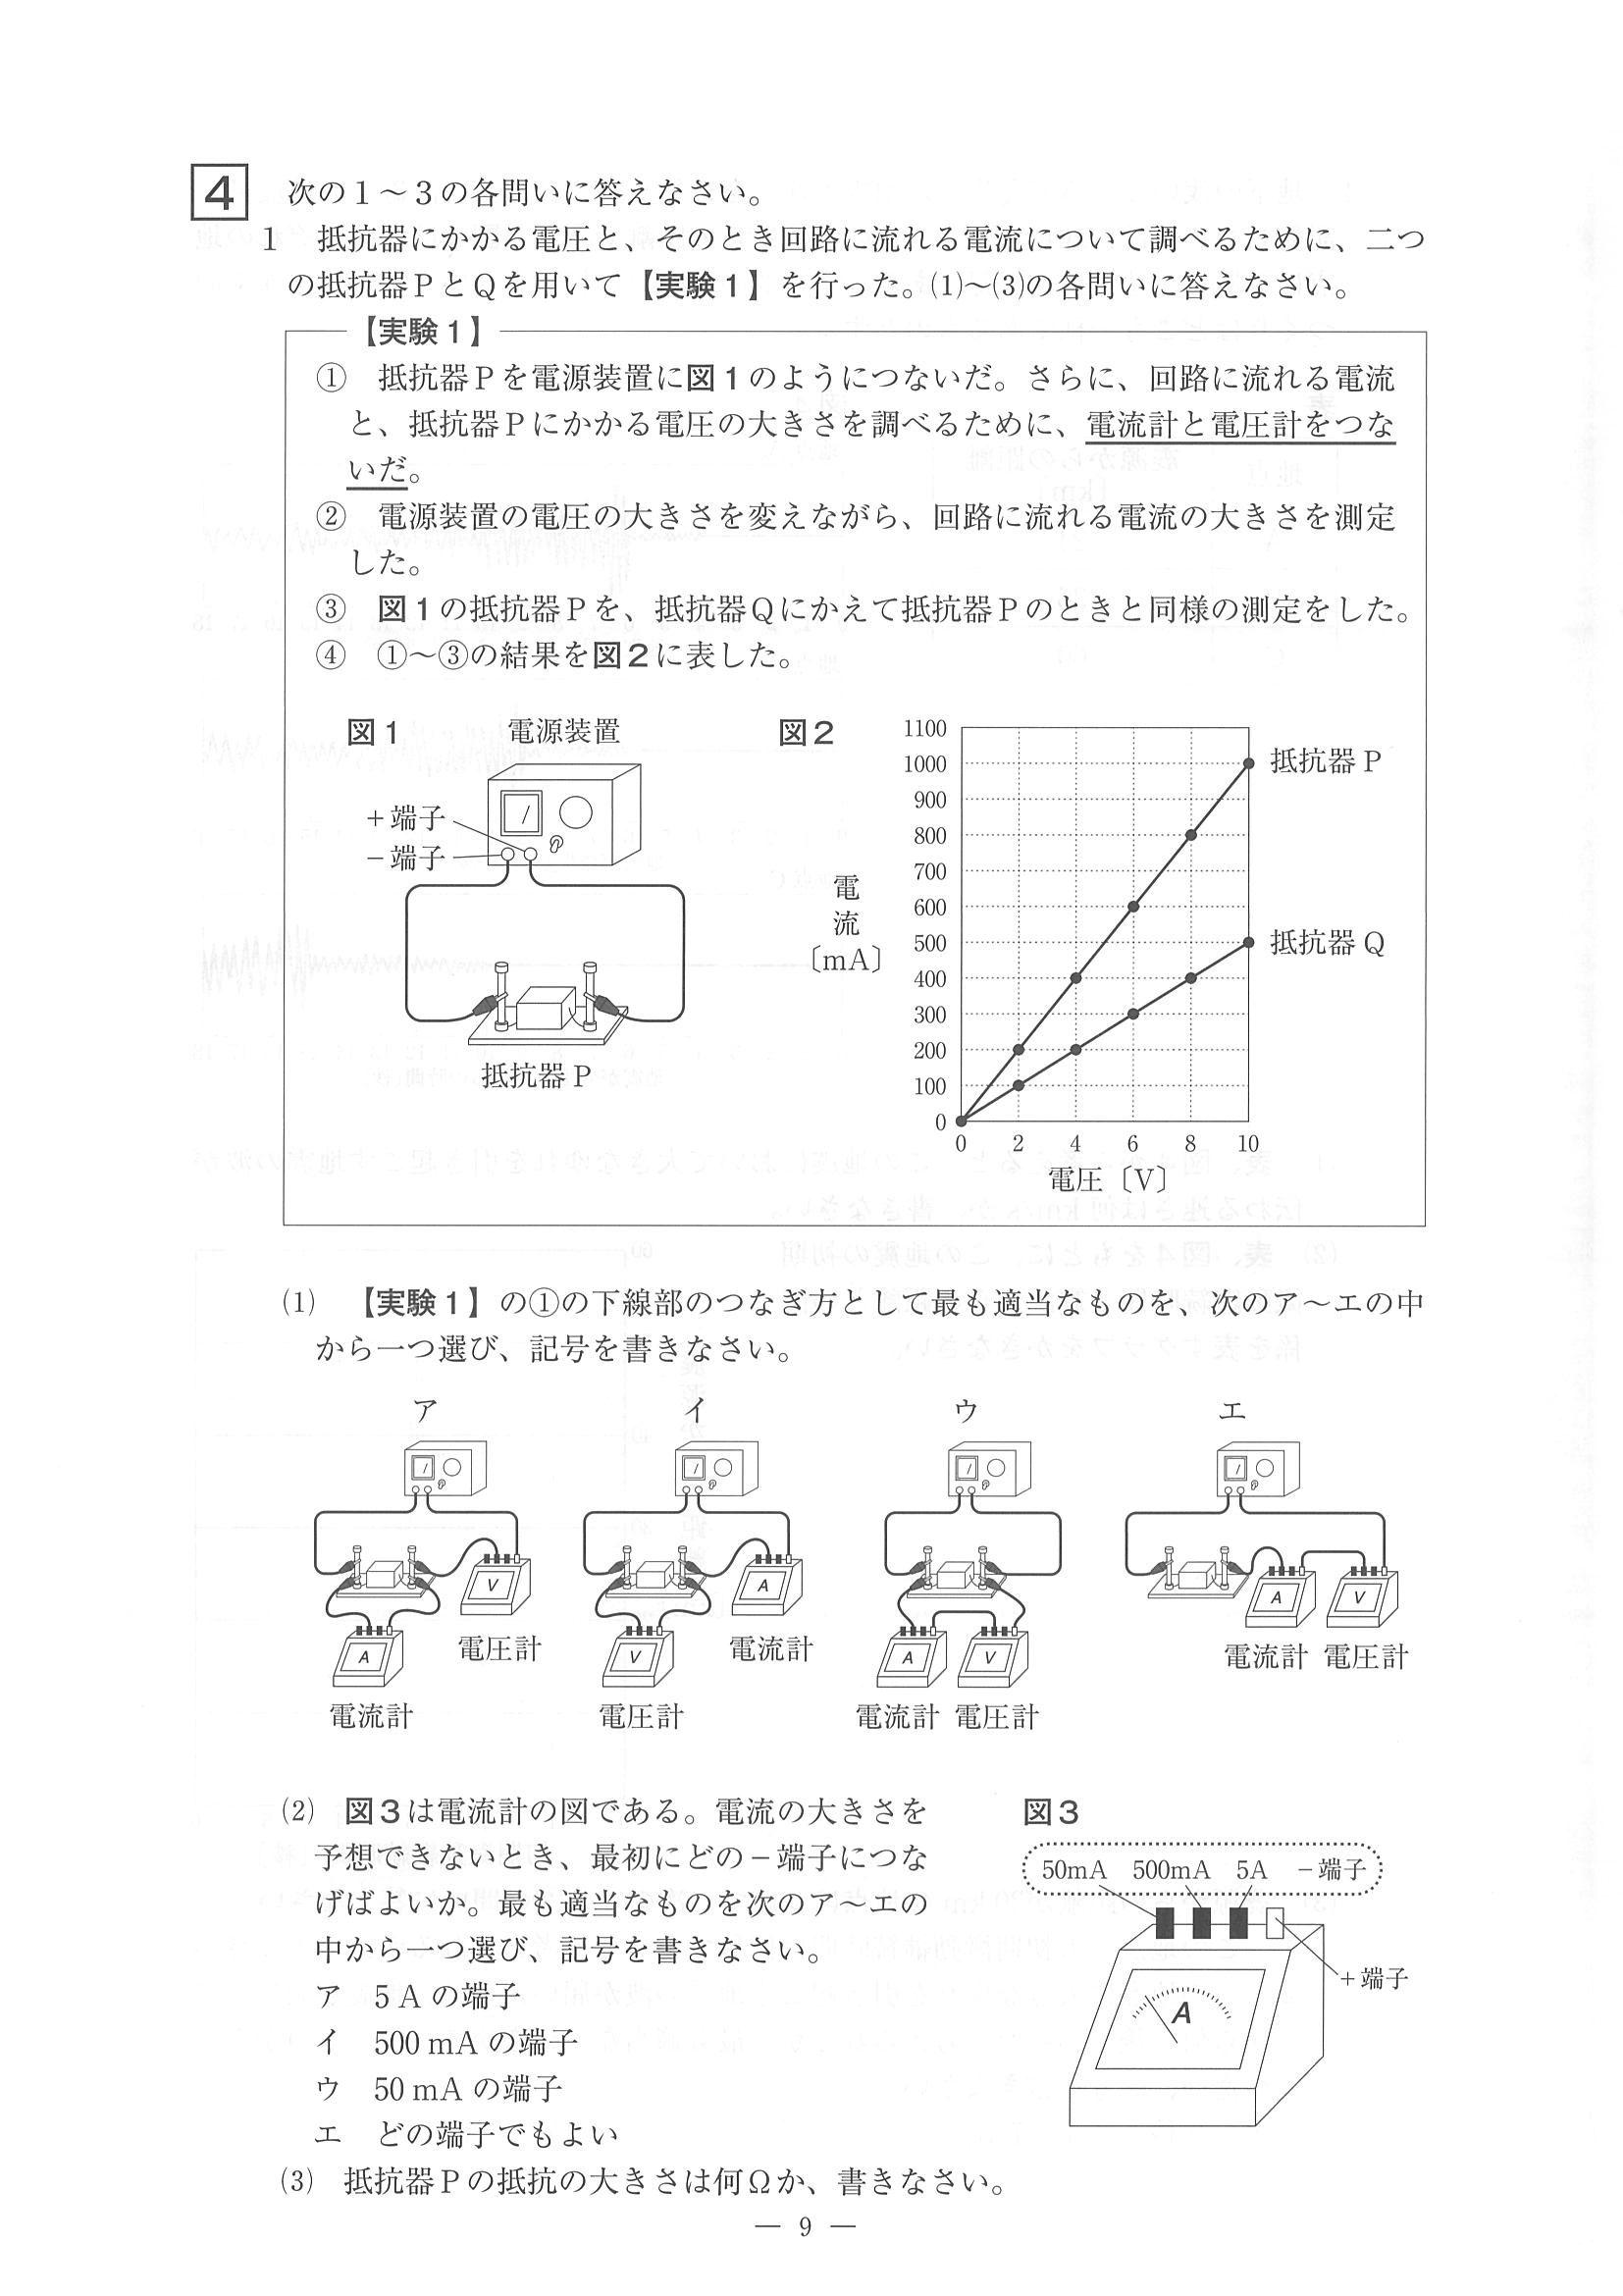 4 次の1～3の各問いに答えなさい。
1 抵抗器にかかる電圧と、そのとき回路に流れる電流について調べるために、二つ
の抵抗器PとQを用いて【実験1】を行った。(1)～(3)の各問いに答えなさい。
【実験1】
① 抵抗器Pを電源装置に図1のようにつないだ。さらに、回路に流れる電流
と、抵抗器Pにかかる電圧の大きさを調べるために、電流計と電圧計をつな
いだ。
② 電源装置の電圧の大きさを変えながら、回路に流れる電流の大きさを測定
した。
③ 図1の抵抗器Pを、抵抗器Qにかえて抵抗器Pのときと同様の測定をした。
④ ①～③の結果を図2に表した。
図1
電源装置
+端子
−端子
抵抗器P
図2
電流〔mA〕
1100
1000
900
800
700
600
500
400
300
200
100
0
0 2 4 6 8 10
電圧〔V〕
抵抗器P
抵抗器Q
(1) 【実験1】の①の下線部のつなぎ方として最も適当なものを、次のア～エの中
から一つ選び、記号を書きなさい。
ア イ ウ エ
V
A
電圧計
電流計
A
V
電流計
電圧計
A V
電流計 電圧計
A V
電流計 電圧計
(2) 図3は電流計の図である。電流の大きさを
予想できないとき、最初にどの−端子につな
げばよいか。最も適当なものを次のア～エの
中から一つ選び、記号を書きなさい。
ア 5Aの端子
イ 500mAの端子
ウ 50mAの端子
エ どの端子でもよい
図3
50mA 500mA 5A −端子
+端子
A
(3) 抵抗器Pの抵抗の大きさは何Ωか、書きなさい。
— 9 —